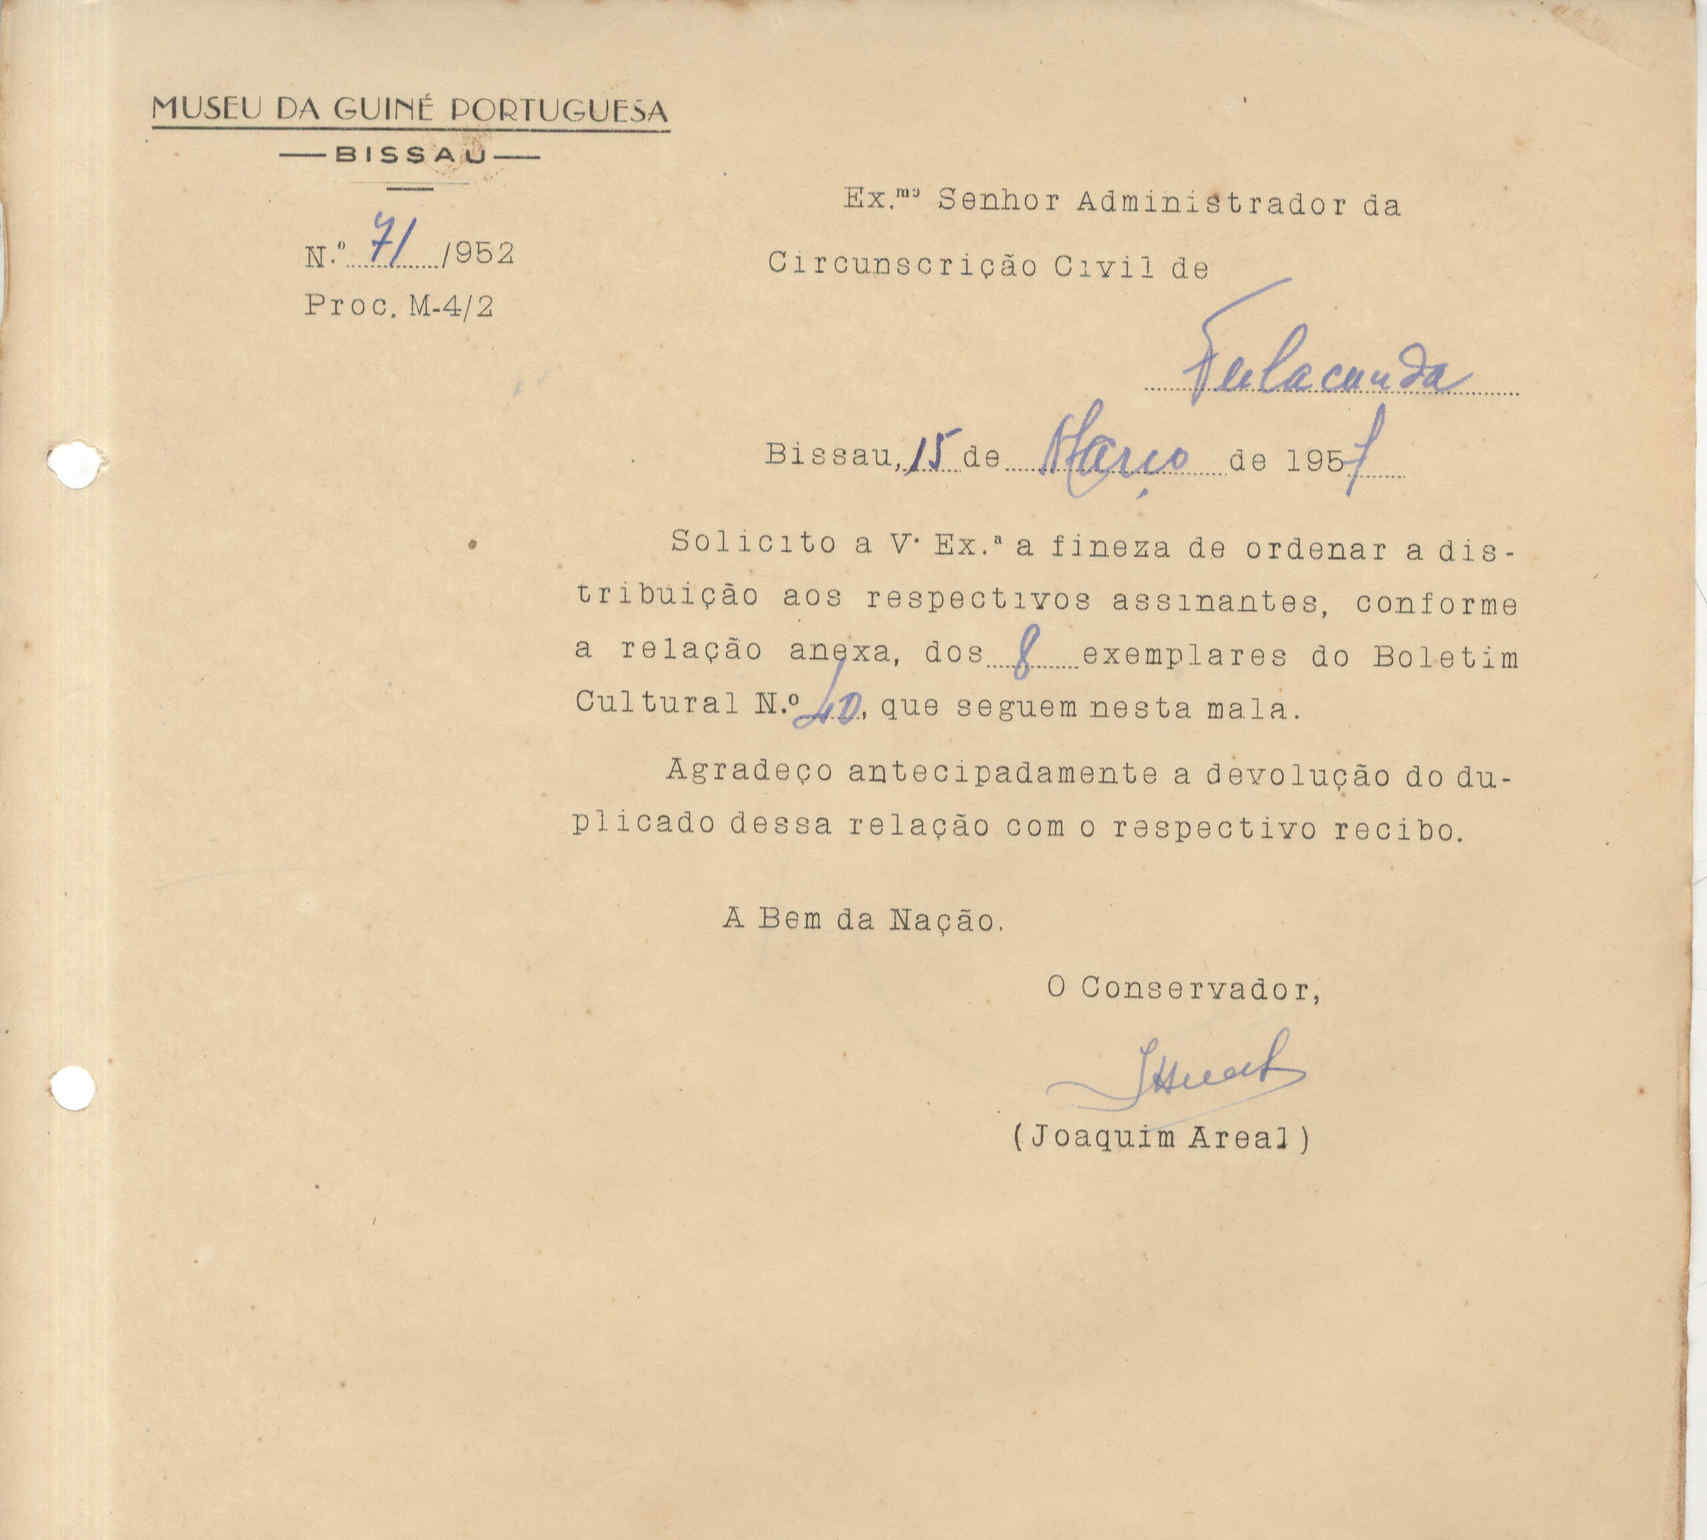 MUSEU DA GUINÉ PORTUGUESA
—BISSAU—
N.º 71/952
Proc. M-4/2
Ex.mo Senhor Administrador da
Circunscrição Civil de
Fulacunda
Bissau, 15 de Março de 195
Solicito a V. Ex.ª a fineza de ordenar a dis-
tribuição aos respectivos assinantes, conforme
a relação anexa, dos 8 exemplares do Boletim
Cultural N.º 40, que seguem nesta mala.
Agradeço antecipadamente a devolução do du-
plicado dessa relação com o respectivo recibo.
A Bem da Nação.
O Conservador,
(Joaquim Areal)